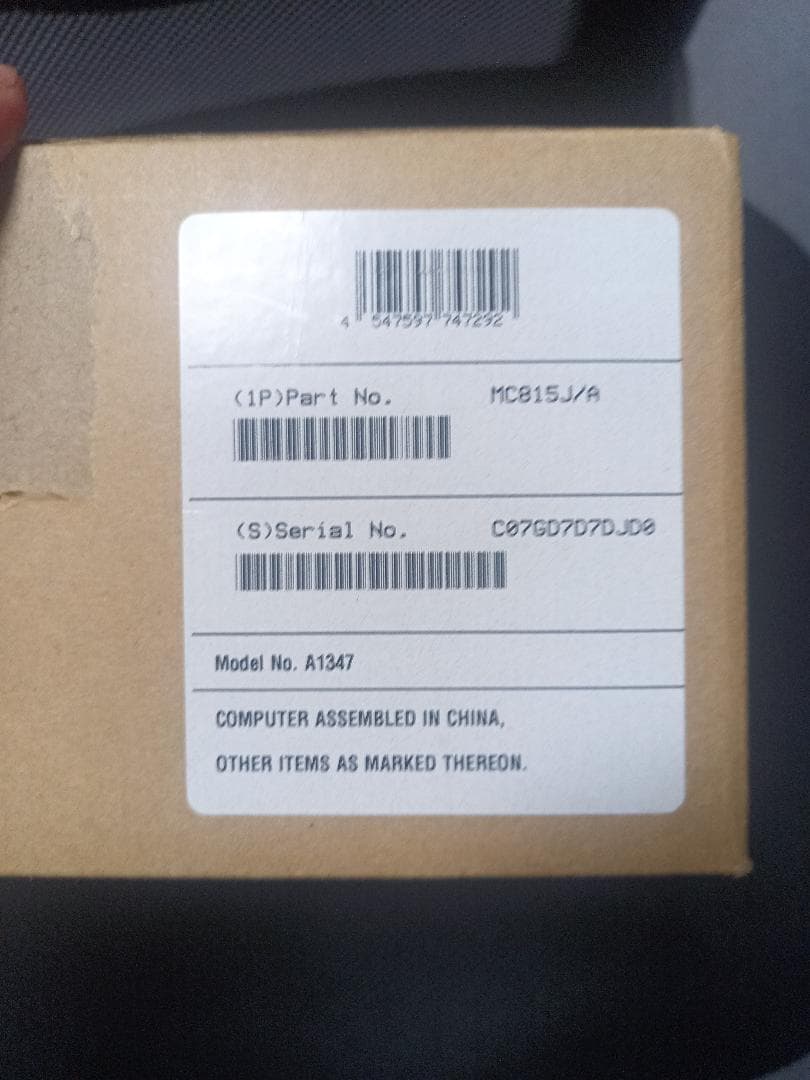 4 547597 747292
(1P)Part No. MC815J/A
(S)Serial No. C07GD7D7DJD0
Model No. A1347
COMPUTER ASSEMBLED IN CHINA,
OTHER ITEMS AS MARKED THEREON.